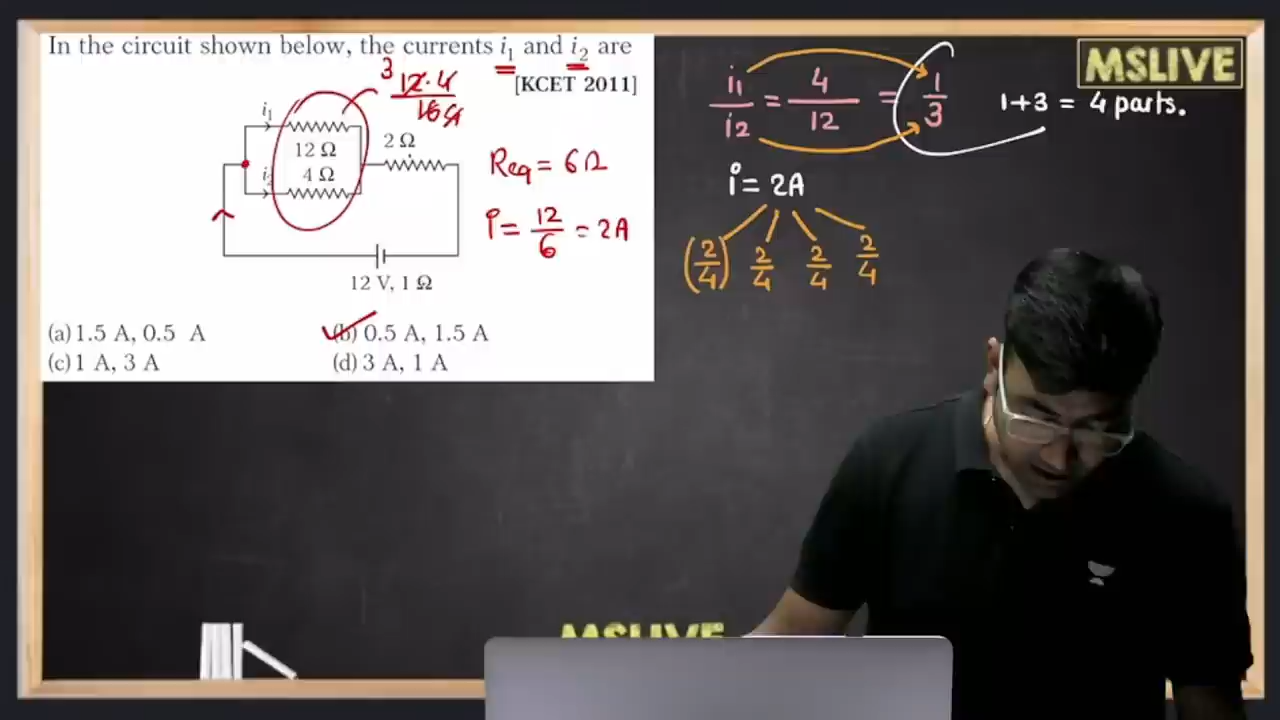 In the circuit shown below, the currents i₁ and i₂ are
[KCET 2011]
3 12·4
16 4
i₁
12 Ω
2 Ω
i₂
4 Ω
12 V, 1 Ω
Req = 6Ω
i = 12/6 = 2A
(a) 1.5 A, 0.5 A
(b) 0.5 A, 1.5 A
(c) 1 A, 3 A
(d) 3 A, 1 A
i₁/i₂ = 4/12 = 1/3
1+3 = 4 parts.
i = 2A
(2/4) 2/4 2/4 2/4
MSLIVE
MSLIVE